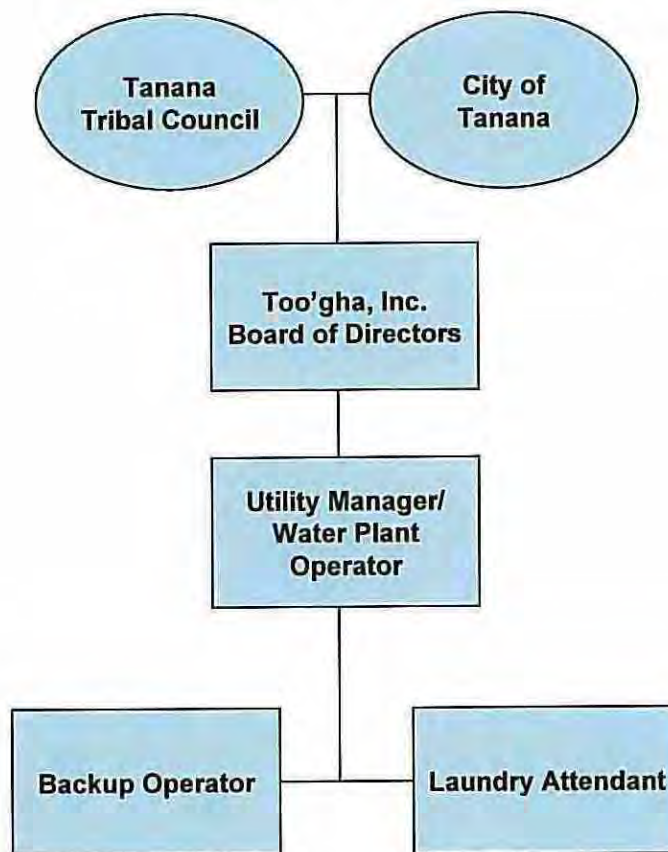 Tanana
Tribal Council
City of
Tanana
Too'gha, Inc.
Board of Directors
Utility Manager/
Water Plant
Operator
Backup Operator
Laundry Attendant